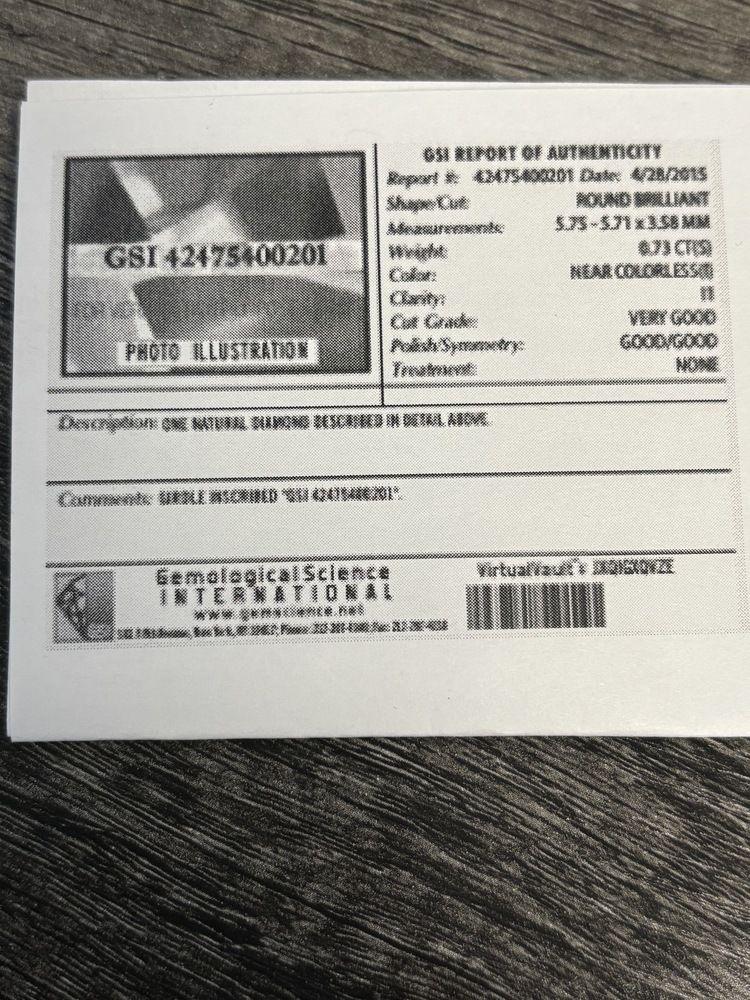 GSI REPORT OF AUTHENTICITY
Report #: 42475400201 Date: 4/28/2015
Shape/Cut: ROUND BRILLIANT
Measurements: 5.75 - 5.71 x 3.58 MM
Weight: 0.73 CT(S)
Color: NEAR COLORLESS(I)
Clarity: I1
Cut Grade: VERY GOOD
Polish/Symmetry: GOOD/GOOD
Treatment: NONE
GSI 42475400201
PHOTO ILLUSTRATION
Description: ONE NATURAL DIAMOND DESCRIBED IN DETAIL ABOVE.
Comments: GIRDLE INSCRIBED "GSI 42475400201".
Gemological Science
INTERNATIONAL
www.gemscience.net
New York, NY
VirtualVault's